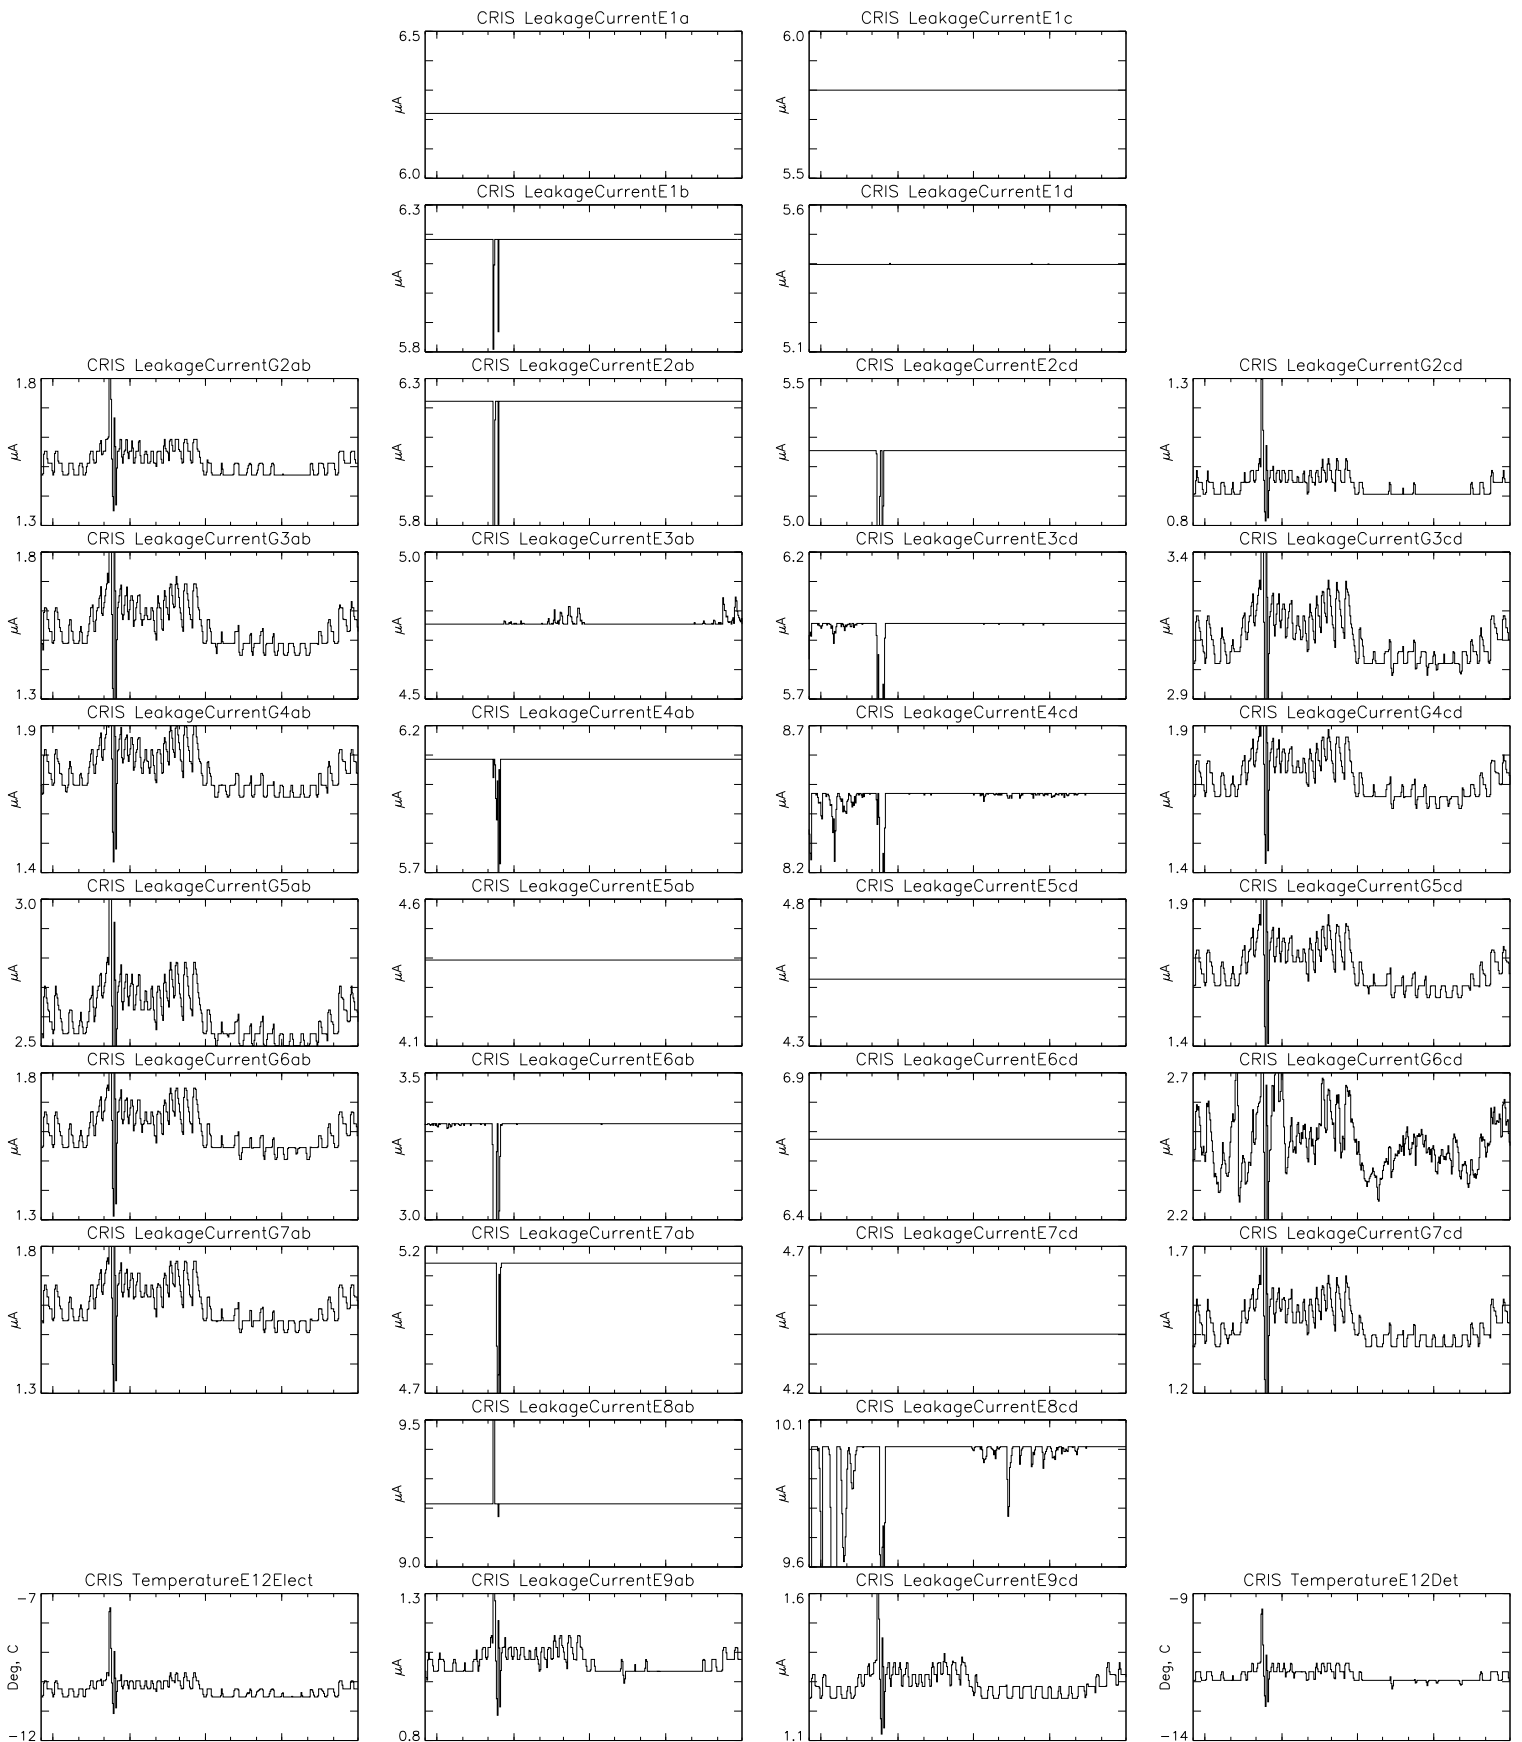 CRIS LeakageCurrentE1a
6.5
μA
6.0
CRIS LeakageCurrentE1c
6.0
μA
5.5
CRIS LeakageCurrentE1b
6.3
μA
5.8
CRIS LeakageCurrentE1d
5.6
μA
5.1
CRIS LeakageCurrentG2ab
1.8
μA
1.3
CRIS LeakageCurrentE2ab
6.3
μA
5.8
CRIS LeakageCurrentE2cd
5.5
μA
5.0
CRIS LeakageCurrentG2cd
1.3
μA
0.8
CRIS LeakageCurrentG3ab
1.8
μA
1.3
CRIS LeakageCurrentE3ab
5.0
μA
4.5
CRIS LeakageCurrentE3cd
6.2
μA
5.7
CRIS LeakageCurrentG3cd
3.4
μA
2.9
CRIS LeakageCurrentG4ab
1.9
μA
1.4
CRIS LeakageCurrentE4ab
6.2
μA
5.7
CRIS LeakageCurrentE4cd
8.7
μA
8.2
CRIS LeakageCurrentG4cd
1.9
μA
1.4
CRIS LeakageCurrentG5ab
3.0
μA
2.5
CRIS LeakageCurrentE5ab
4.6
μA
4.1
CRIS LeakageCurrentE5cd
4.8
μA
4.3
CRIS LeakageCurrentG5cd
1.9
μA
1.4
CRIS LeakageCurrentG6ab
1.8
μA
1.3
CRIS LeakageCurrentE6ab
3.5
μA
3.0
CRIS LeakageCurrentE6cd
6.9
μA
6.4
CRIS LeakageCurrentG6cd
2.7
μA
2.2
CRIS LeakageCurrentG7ab
1.8
μA
1.3
CRIS LeakageCurrentE7ab
5.2
μA
4.7
CRIS LeakageCurrentE7cd
4.7
μA
4.2
CRIS LeakageCurrentG7cd
1.7
μA
1.2
CRIS LeakageCurrentE8ab
9.5
μA
9.0
CRIS LeakageCurrentE8cd
10.1
μA
9.6
CRIS TemperatureE12Elect
−7
Deg, C
−12
CRIS LeakageCurrentE9ab
1.3
μA
0.8
CRIS LeakageCurrentE9cd
1.6
μA
1.1
CRIS TemperatureE12Det
−9
Deg, C
−14